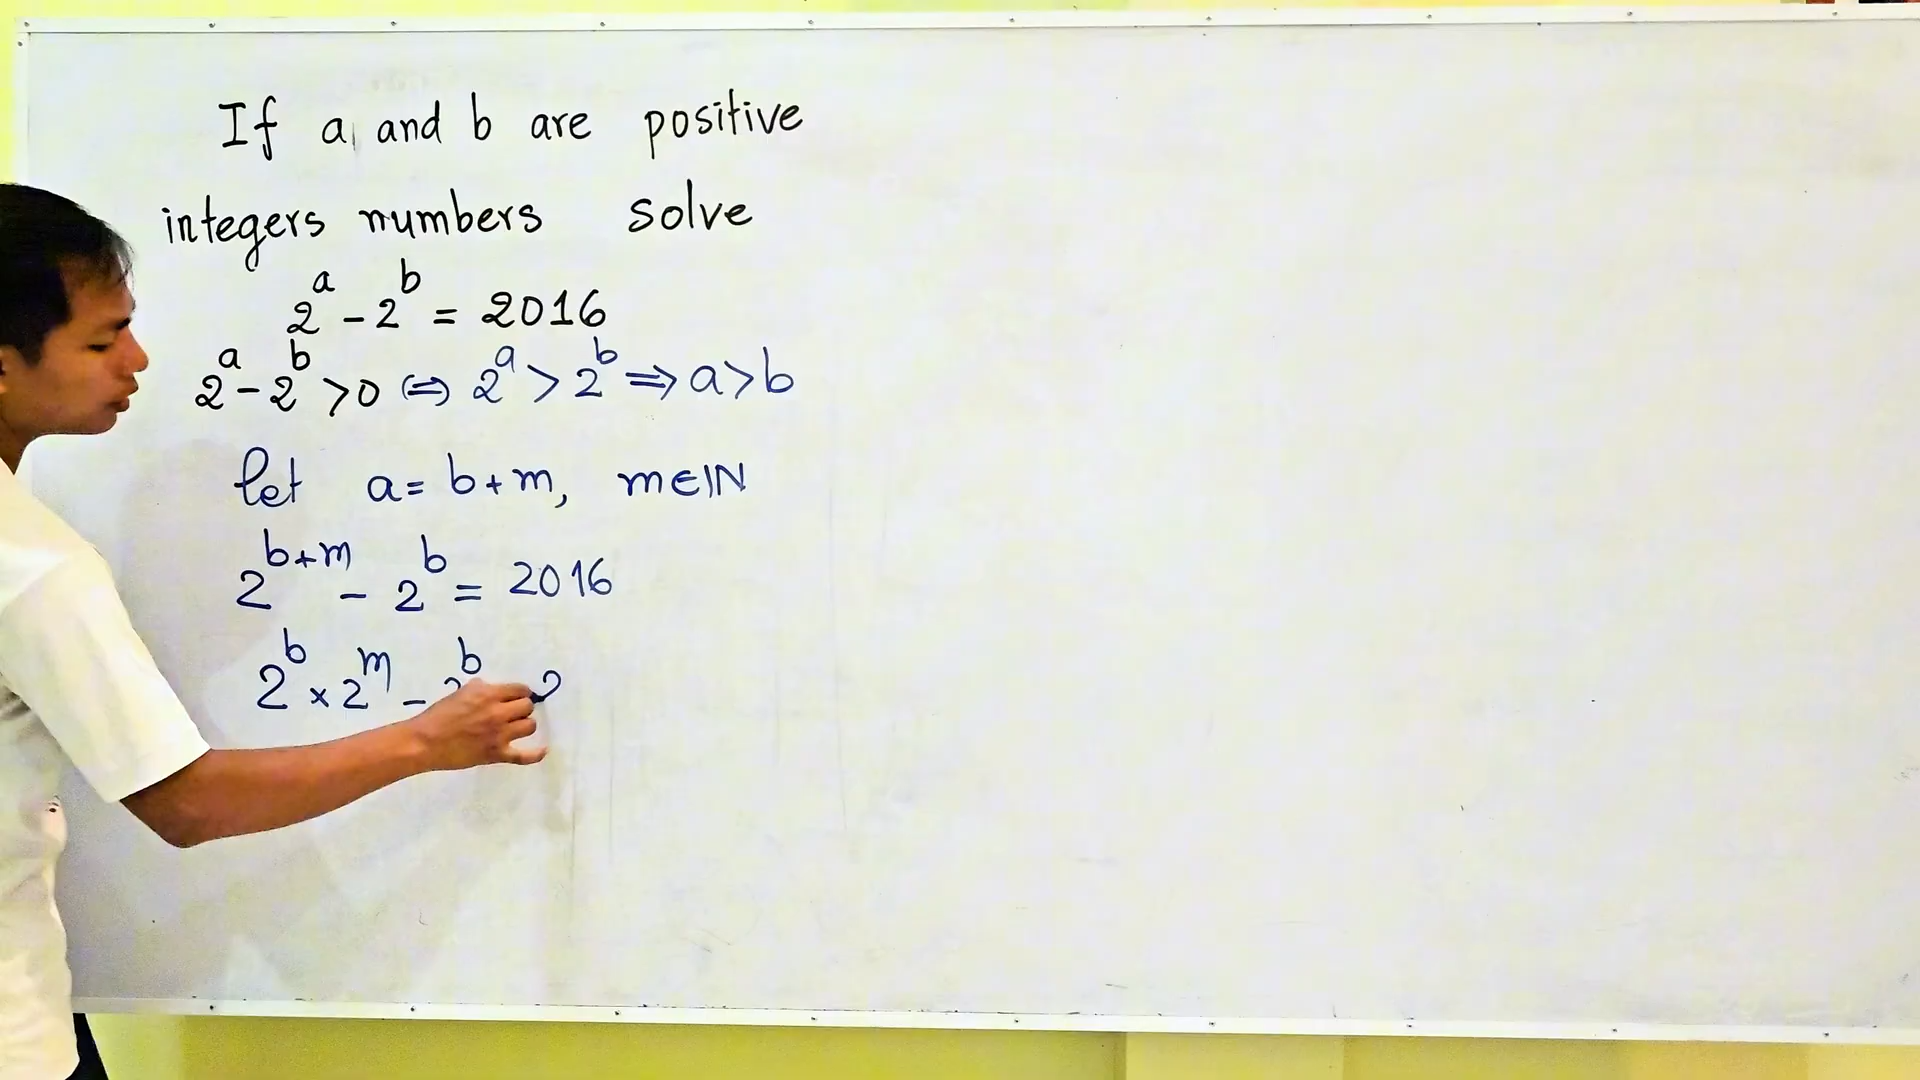 If a, and b are positive
integers numbers solve
2^a - 2^b = 2016
2^a - 2^b > 0 ⇔ 2^a > 2^b ⇒ a > b
let a = b + m, m ∈ IN
2^{b+m} - 2^b = 2016
2^b × 2^m - 2^b 2